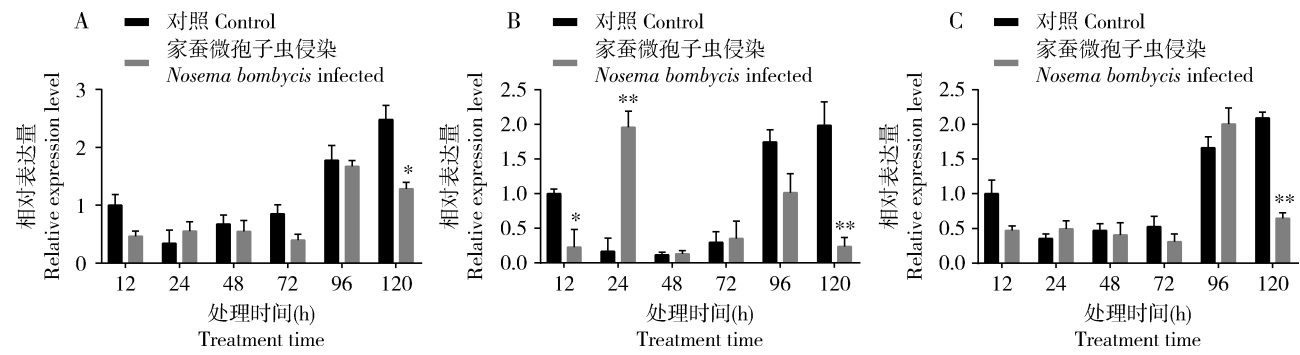 A
对照 Control
家蚕微孢子虫侵染
Nosema bombycis infected
相对表达量
Relative expression level
3
2
1
0
*
12 24 48 72 96 120
处理时间(h)
Treatment time
B
对照 Control
家蚕微孢子虫侵染
Nosema bombycis infected
相对表达量
Relative expression level
2.5
2.0
1.5
1.0
0.5
0.0
*
**
**
12 24 48 72 96 120
处理时间(h)
Treatment time
C
对照 Control
家蚕微孢子虫侵染
Nosema bombycis infected
相对表达量
Relative expression level
2.5
2.0
1.5
1.0
0.5
0.0
**
12 24 48 72 96 120
处理时间(h)
Treatment time